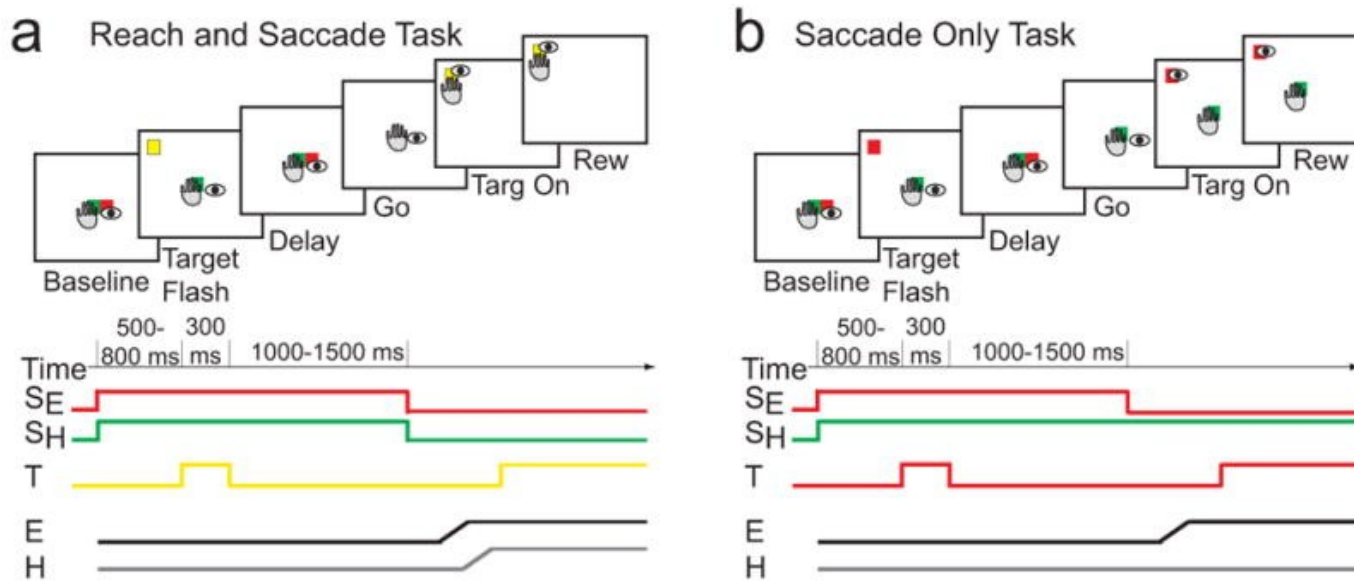 a Reach and Saccade Task
Baseline
Target
Flash
Delay
Go
Targ On
Rew
500-
800 ms
300
ms
1000-1500 ms
Time
SE
SH
T
E
H
b Saccade Only Task
Baseline
Target
Flash
Delay
Go
Targ On
Rew
500-
800 ms
300
ms
1000-1500 ms
Time
SE
SH
T
E
H